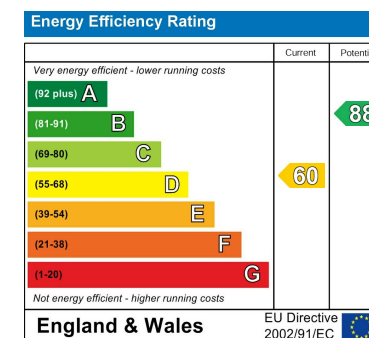 Energy Efficiency Rating
Current Potenti
Very energy efficient - lower running costs
(92 plus) A
(81-91) B
88
(69-80) C
(55-68) D
60
(39-54) E
(21-38) F
(1-20) G
Not energy efficient - higher running costs
England & Wales
EU Directive
2002/91/EC